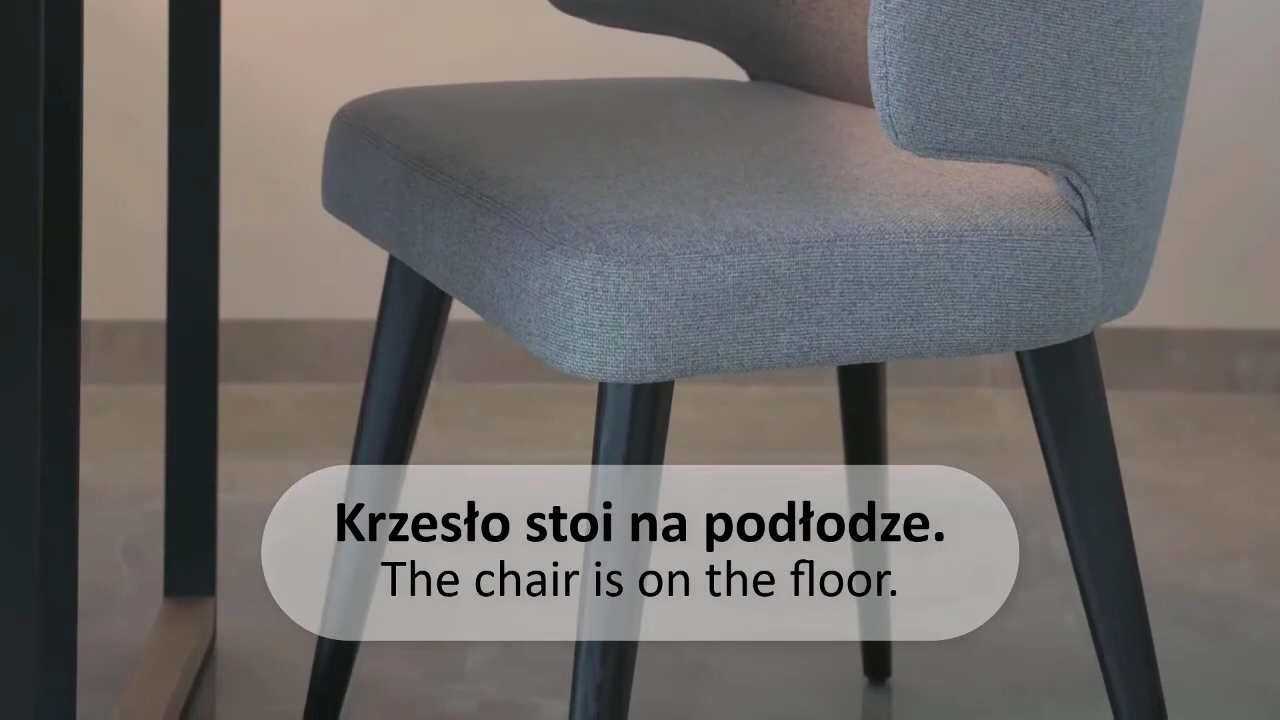 Krzesło stoi na podłodze.
The chair is on the floor.